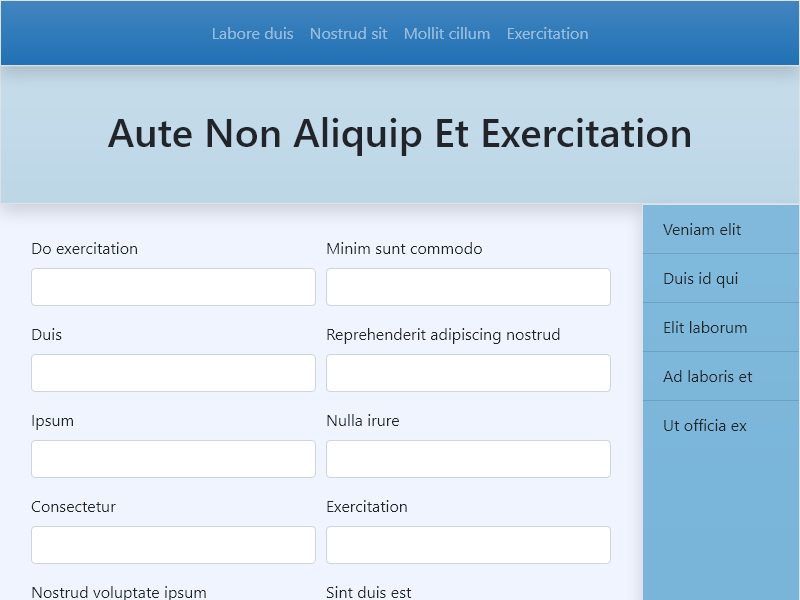 Labore duis Nostrud sit Mollit cillum Exercitation
Aute Non Aliquip Et Exercitation
Do exercitation
Minim sunt commodo
Duis
Reprehenderit adipiscing nostrud
Ipsum
Nulla irure
Consectetur
Exercitation
Nostrud voluptate ipsum
Sint duis est
Veniam elit
Duis id qui
Elit laborum
Ad laboris et
Ut officia ex